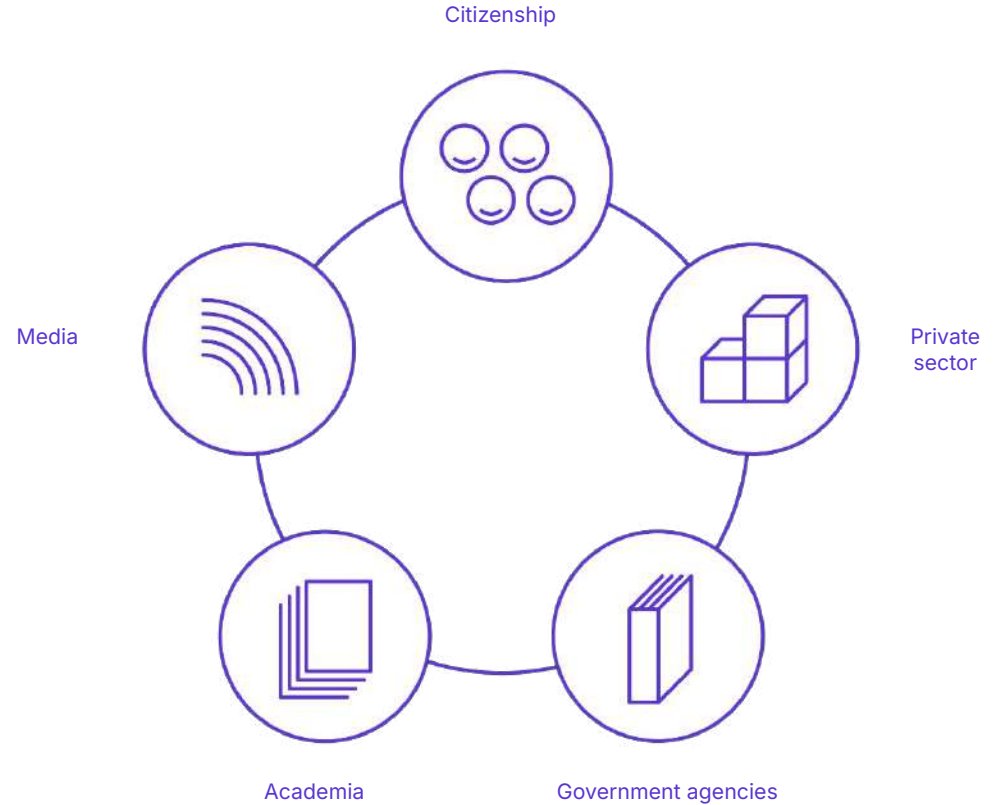 Citizenship
Media
Private
sector
Academia
Government agencies